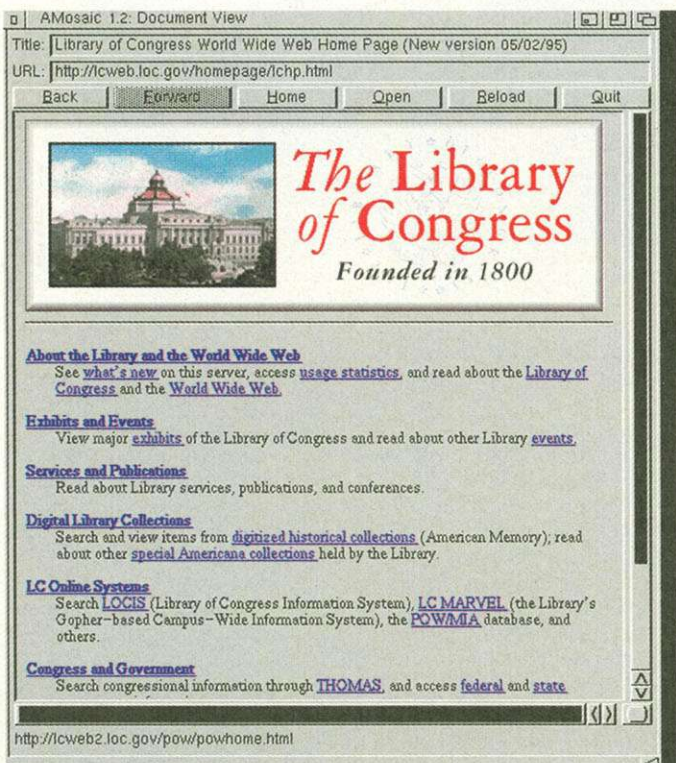 AMosaic 1.2: Document View
Title: Library of Congress World Wide Web Home Page (New version 05/02/95)
URL: http://lcweb.loc.gov/homepage/lchp.html
Back Forward Home Open Reload Quit
The Library
of Congress
Founded in 1800
About the Library and the World Wide Web
See what's new on this server, access usage statistics, and read about the Library of
Congress and the World Wide Web.
Exhibits and Events
View major exhibits of the Library of Congress and read about other Library events.
Services and Publications
Read about Library services, publications, and conferences.
Digital Library Collections
Search and view items from digitized historical collections (American Memory); read
about other special Americana collections held by the Library.
LC Online Systems
Search LOCIS (Library of Congress Information System), LC MARVEL (the Library's
Gopher-based Campus-Wide Information System), the POW/MIA database, and
others.
Congress and Government
Search congressional information through THOMAS, and access federal and state
http://lcweb2.loc.gov/pow/powhome.html